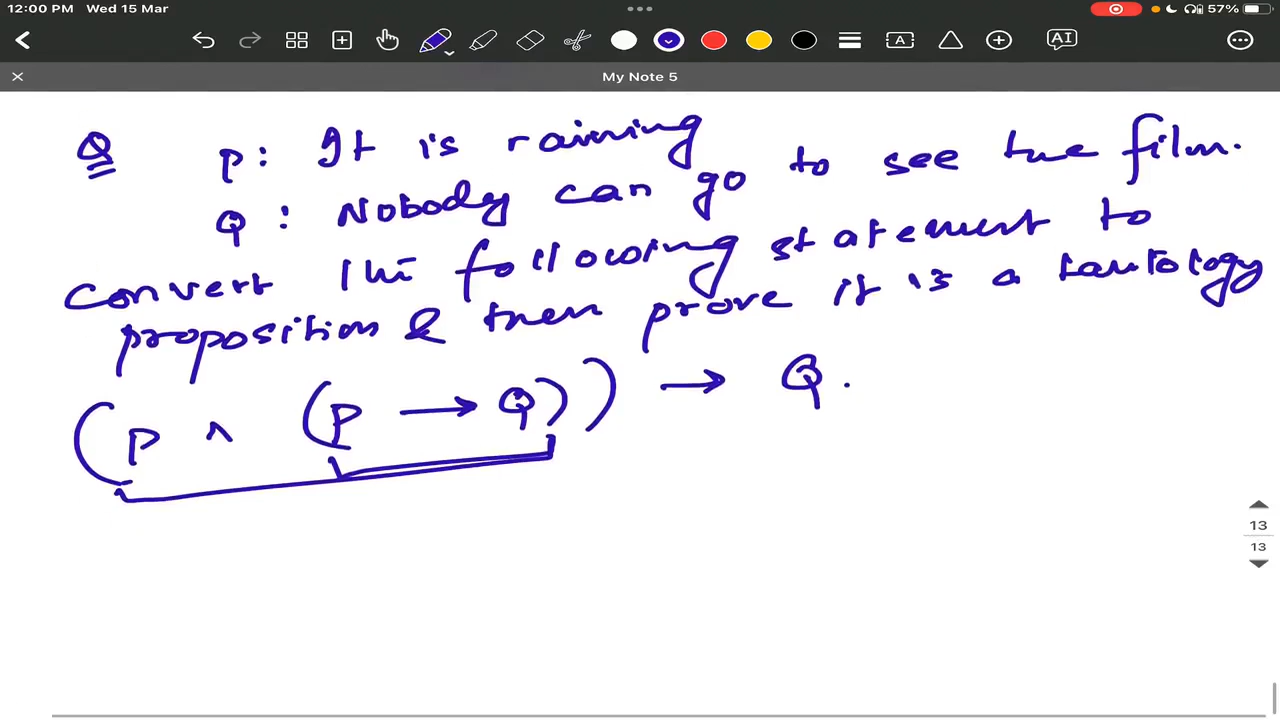 12:00 PM Wed 15 Mar
57%
A
AI
My Note 5
Q P: It is raining
Q: Nobody can go to see the film.
convert the following statement to
proposition & then prove it is a tautology
(P ∧ (P → Q)) → Q.
13
13